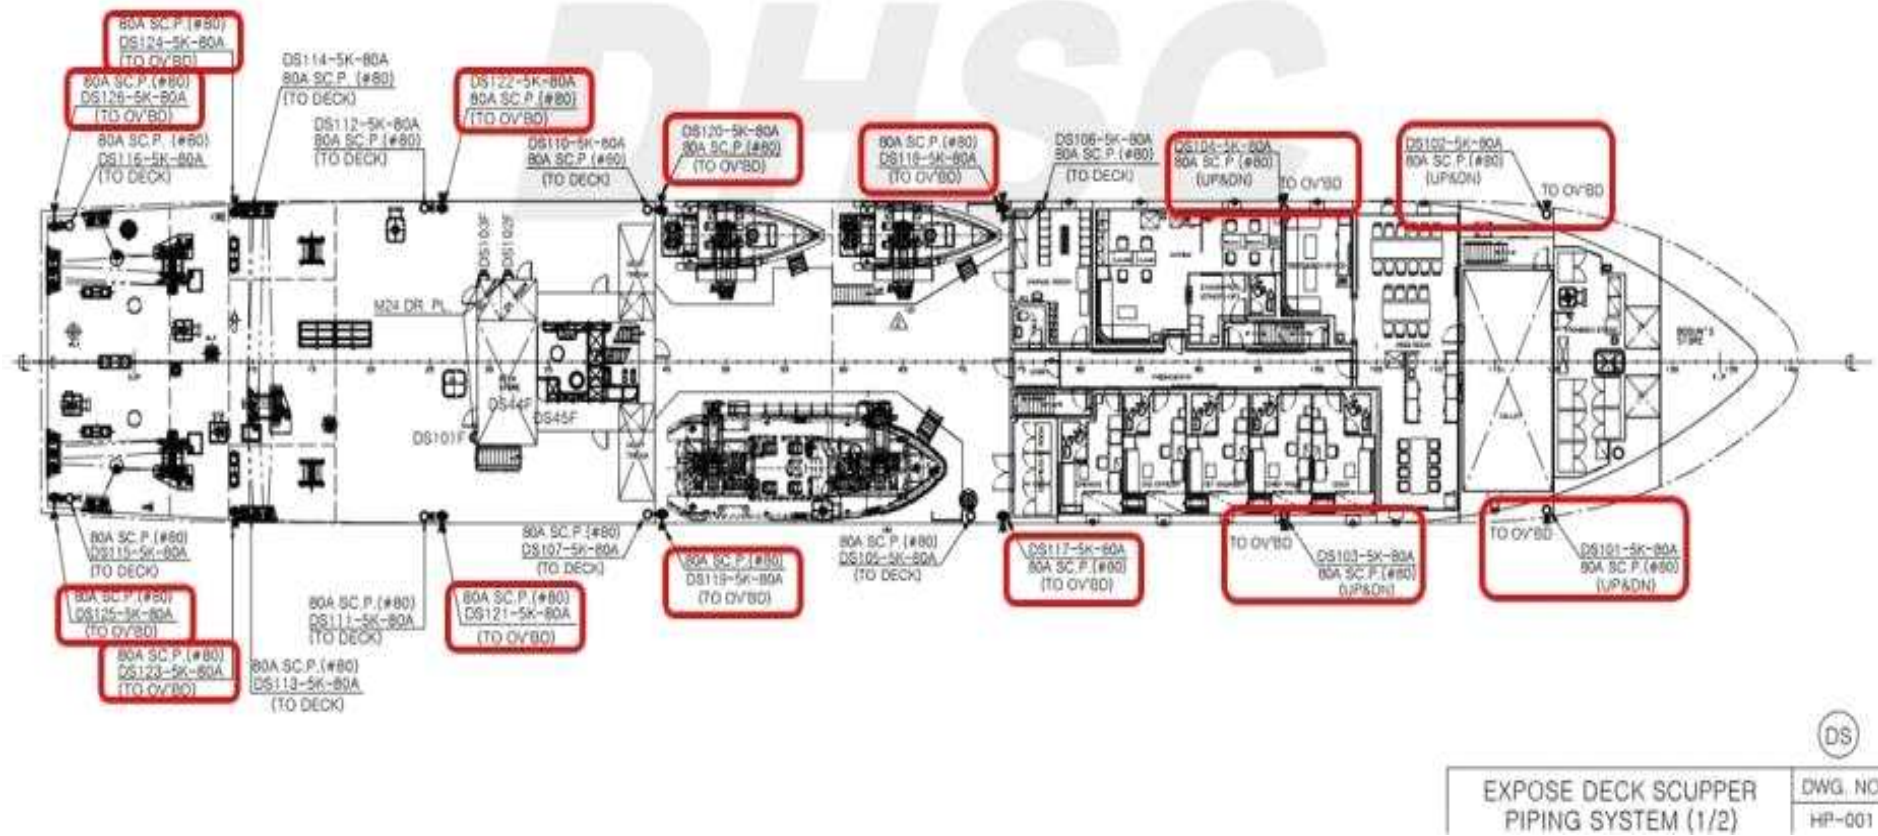 DHSC
80A SC.P.(#80)
DS124-5K-80A
(TO OV'BD)
80A SC.P.(#80)
DS126-5K-80A
(TO OV'BD)
80A SC.P.(#80)
DS116-5K-80A
(TO DECK)
DS114-5K-80A
80A SC.P.(#80)
(TO DECK)
DS112-5K-80A
80A SC.P.(#80)
(TO DECK)
DS122-5K-80A
80A SC.P.(#80)
(TO OV'BD)
DS110-5K-80A
80A SC.P.(#80)
(TO DECK)
DS120-5K-80A
80A SC.P.(#80)
(TO OV'BD)
80A SC.P.(#80)
DS118-5K-80A
(TO OV'BD)
DS106-5K-80A
80A SC.P.(#80)
(TO DECK)
DS104-5K-80A
80A SC.P.(#80)
(UP&DN)
TO OV'BD
DS102-5K-80A
80A SC.P.(#80)
(UP&DN)
TO OV'BD
DS103F
DS102F
M24 DR. PL.
BOSUN'S
STORE
DS44F
DS45F
DS101F
80A SC.P.(#80)
DS115-5K-80A
(TO DECK)
80A SC.P.(#80)
DS125-5K-80A
(TO OV'BD)
80A SC.P.(#80)
DS123-5K-80A
(TO OV'BD)
80A SC.P.(#80)
DS113-5K-80A
(TO DECK)
80A SC.P.(#80)
DS111-5K-80A
(TO DECK)
80A SC.P.(#80)
DS121-5K-80A
(TO OV'BD)
80A SC.P.(#80)
DS107-5K-80A
(TO DECK)
80A SC.P.(#80)
DS119-5K-80A
(TO OV'BD)
80A SC.P.(#80)
DS105-5K-80A
(TO DECK)
DS117-5K-80A
80A SC.P.(#80)
(TO OV'BD)
TO OV'BD
DS103-5K-80A
80A SC.P.(#80)
(UP&DN)
TO OV'BD
DS101-5K-80A
80A SC.P.(#80)
(UP&DN)
DS
EXPOSE DECK SCUPPER
PIPING SYSTEM (1/2)
DWG. NO
HP-001